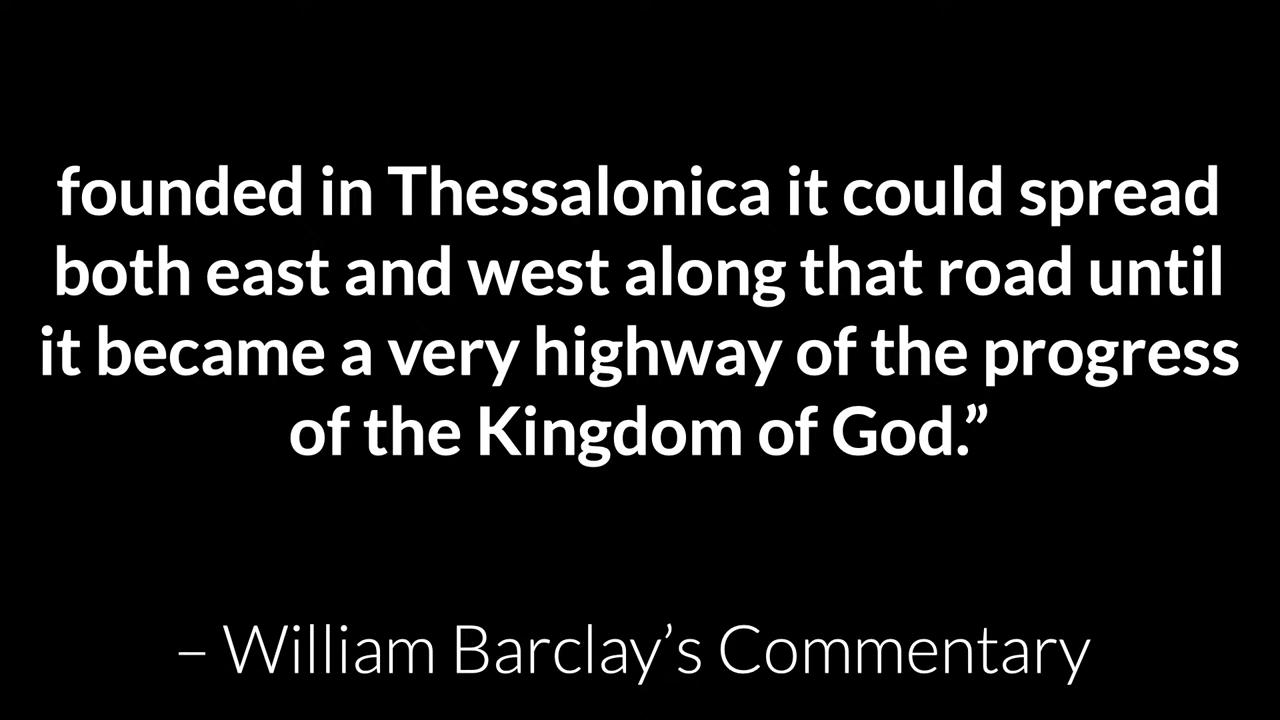 founded in Thessalonica it could spread
both east and west along that road until
it became a very highway of the progress
of the Kingdom of God.”
– William Barclay’s Commentary